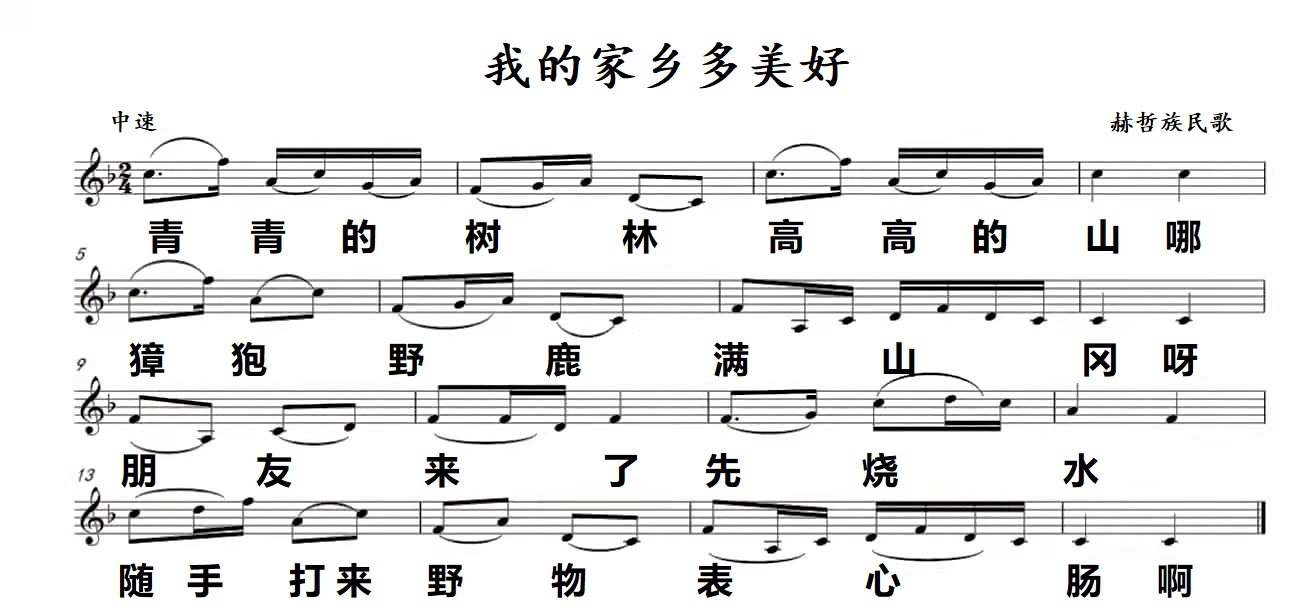 我的家乡多美好
中速
赫哲族民歌
2
4
青 青 的 树 林 高 高 的 山 哪
5
獐 狍 野 鹿 满 山 冈 呀
9
朋 友 来 了 先 烧 水
13
随 手 打 来 野 物 表 心 肠 啊